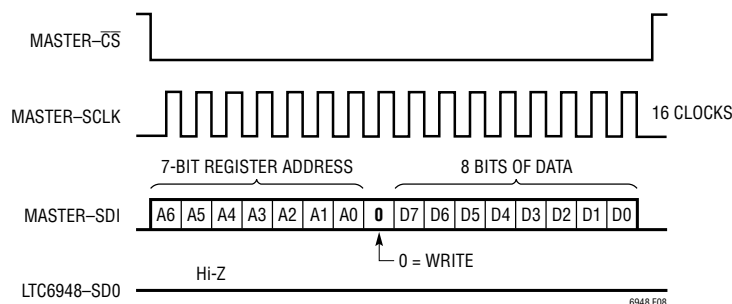 MASTER–CS
MASTER–SCLK
16 CLOCKS
7-BIT REGISTER ADDRESS 8 BITS OF DATA
MASTER–SDI A6 A5 A4 A3 A2 A1 A0 0 D7 D6 D5 D4 D3 D2 D1 D0
0 = WRITE
Hi-Z
LTC6948–SD0
6948 F08